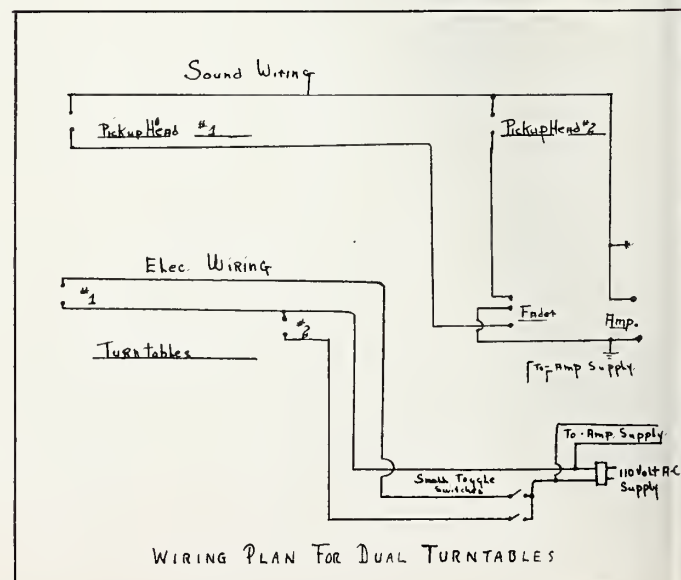 Sound Wiring
Pickup Head #1
Pickup Head #2
Elec. Wiring
#1
#2
Turntables
Fader
Amp.
To-Amp Supply.
To-Amp. Supply
Small Toggle
Switches
110 Volt A-C
Supply
Wiring Plan For Dual Turntables